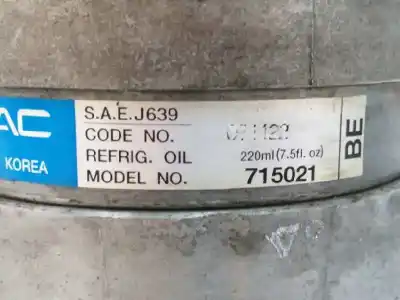 AC
KOREA
S.A.E.J639
CODE NO.
REFRIG. OIL 220ml(7.5fl. oz)
MODEL NO. 715021
BE